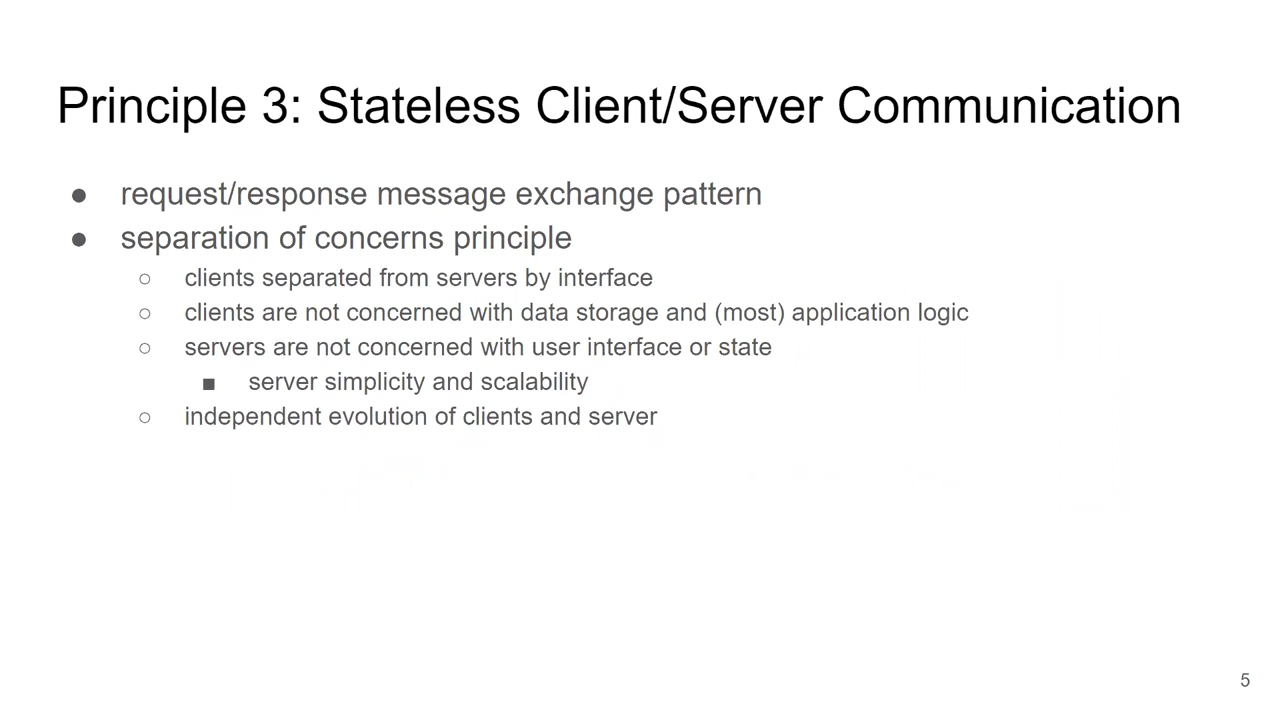 Principle 3: Stateless Client/Server Communication
● request/response message exchange pattern
● separation of concerns principle
○ clients separated from servers by interface
○ clients are not concerned with data storage and (most) application logic
○ servers are not concerned with user interface or state
■ server simplicity and scalability
○ independent evolution of clients and server
5